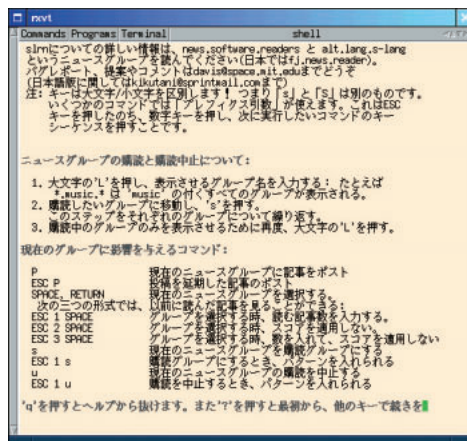 rxvt
Commands Programs Terminal shell
slrnについての詳しい情報は、news.software.readers と alt.lang.s-lang
というニュースグループを読んでください(日本ではfj.news.reader)。
バグレポート、提案やコメントはdavis@space.mit.eduまでどうぞ
(日本語版に関してはkikutani@sprintmail.comまで)
注: キーは大文字/小文字を区別します! つまり「s」と「S」は別のものです。
いくつかのコマンドでは「プレフィクス引数」が使えます。これはESC
キーを押したのち、数字キーを押し、次に実行したいコマンドのキー
シーケンスを押すことです。
ニュースグループの購読と購読中止について:
1. 大文字の'L'を押し、表示させるグループ名を入力する: たとえば
*.music.* は 'music' の付くすべてのグループが表示される。
2. 購読したいグループに移動し、's'を押す。
このステップをそれぞれのグループについて繰り返す。
3. 購読中のグループのみを表示させるために再度、大文字の'L'を押す。
現在のグループに影響を与えるコマンド:
P 現在のニュースグループに記事をポスト
ESC P 投稿を延期した記事のポスト
SPACE, RETURN 現在のニュースグループを選択する。
次の三つの形式では、以前に読んだ記事を見ることができる:
ESC 1 SPACE グループを選択する時、読む記事数を入力する。
ESC 2 SPACE グループを選択する時、スコアを適用しない。
ESC 3 SPACE グループを選択する時、数を入れて、スコアを適用しない
s 現在のニュースグループを購読グループにする
ESC 1 s 購読グループにするとき、パターンを入れられる
u 現在のニュースグループの購読を中止する
ESC 1 u 購読を中止するとき、パターンを入れられる
'q'を押すとヘルプから抜けます。また'?'を押すと最初から、他のキーで続きを